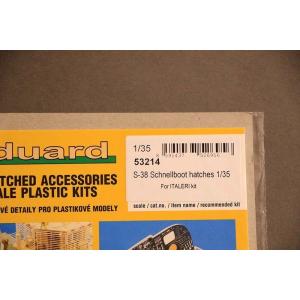 duard
TCHED ACCESSORIES
ALE PLASTIC KITS
OVÉ DETAILY PRO PLASTIKOVÉ MODELY
1/35
53214
S-38 Schnellboot hatches 1/35
For ITALERI kit
scale / cat.no. / item name / recommended kit